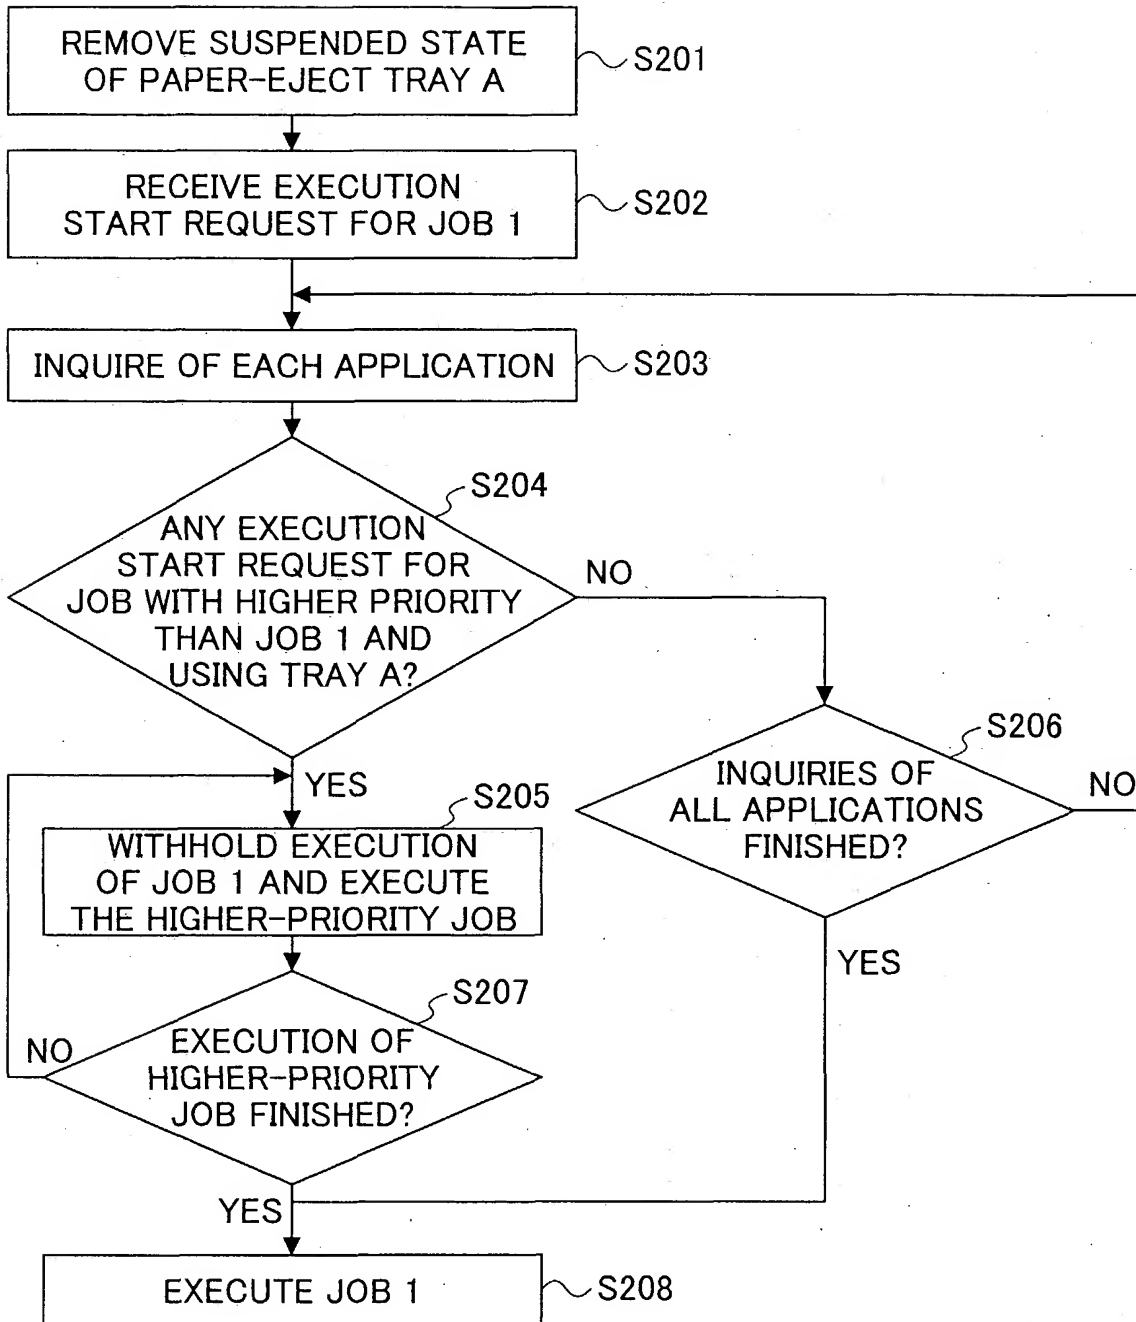 REMOVE SUSPENDED STATE
OF PAPER-EJECT TRAY A
S201
RECEIVE EXECUTION
START REQUEST FOR JOB 1
S202
INQUIRE OF EACH APPLICATION
S203
S204
ANY EXECUTION
START REQUEST FOR
JOB WITH HIGHER PRIORITY
THAN JOB 1 AND
USING TRAY A?
NO
YES
S206
INQUIRIES OF
ALL APPLICATIONS
FINISHED?
NO
YES
S205
WITHHOLD EXECUTION
OF JOB 1 AND EXECUTE
THE HIGHER-PRIORITY JOB
S207
EXECUTION OF
HIGHER-PRIORITY
JOB FINISHED?
NO
YES
EXECUTE JOB 1
S208